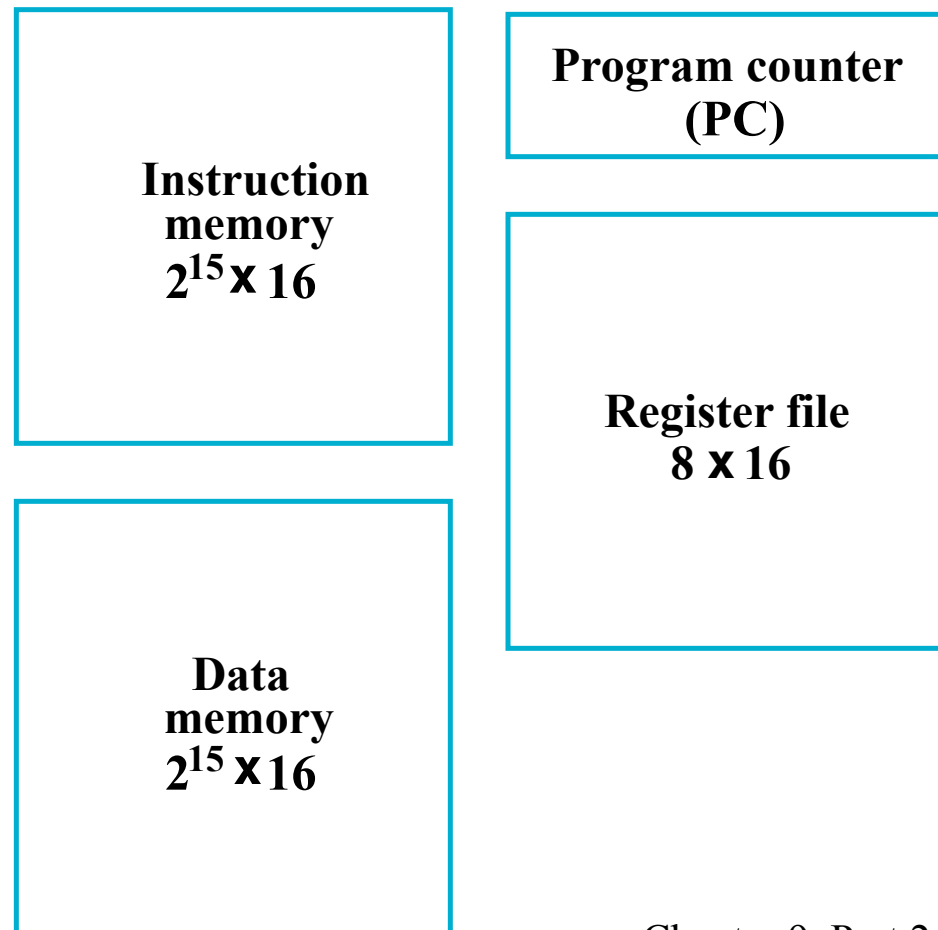 Instruction
memory
2¹⁵ x 16
Program counter
(PC)
Register file
8 x 16
Data
memory
2¹⁵ x 16